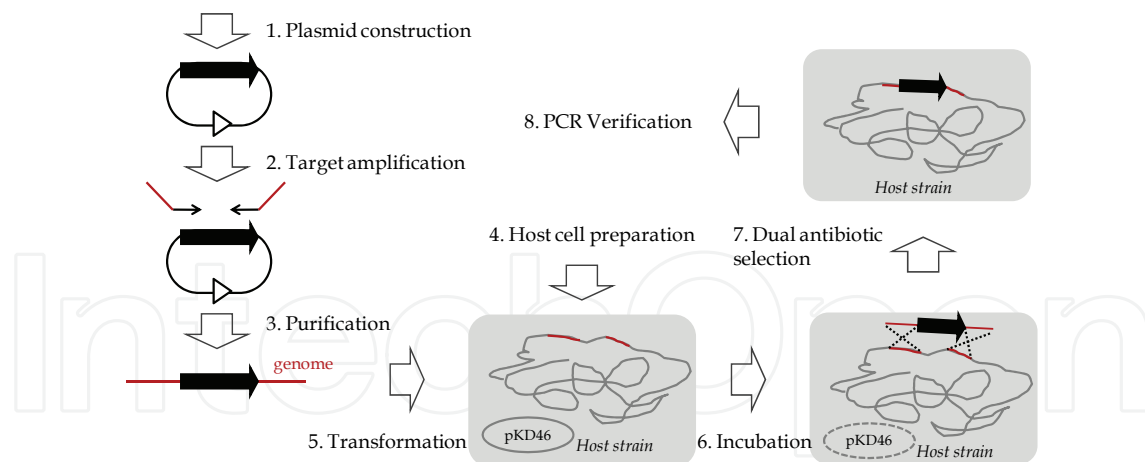 1. Plasmid construction
2. Target amplification
3. Purification
genome
4. Host cell preparation
pKD46
Host strain
5. Transformation
6. Incubation
pKD46
Host strain
7. Dual antibiotic
selection
Host strain
8. PCR Verification
IntechOpen